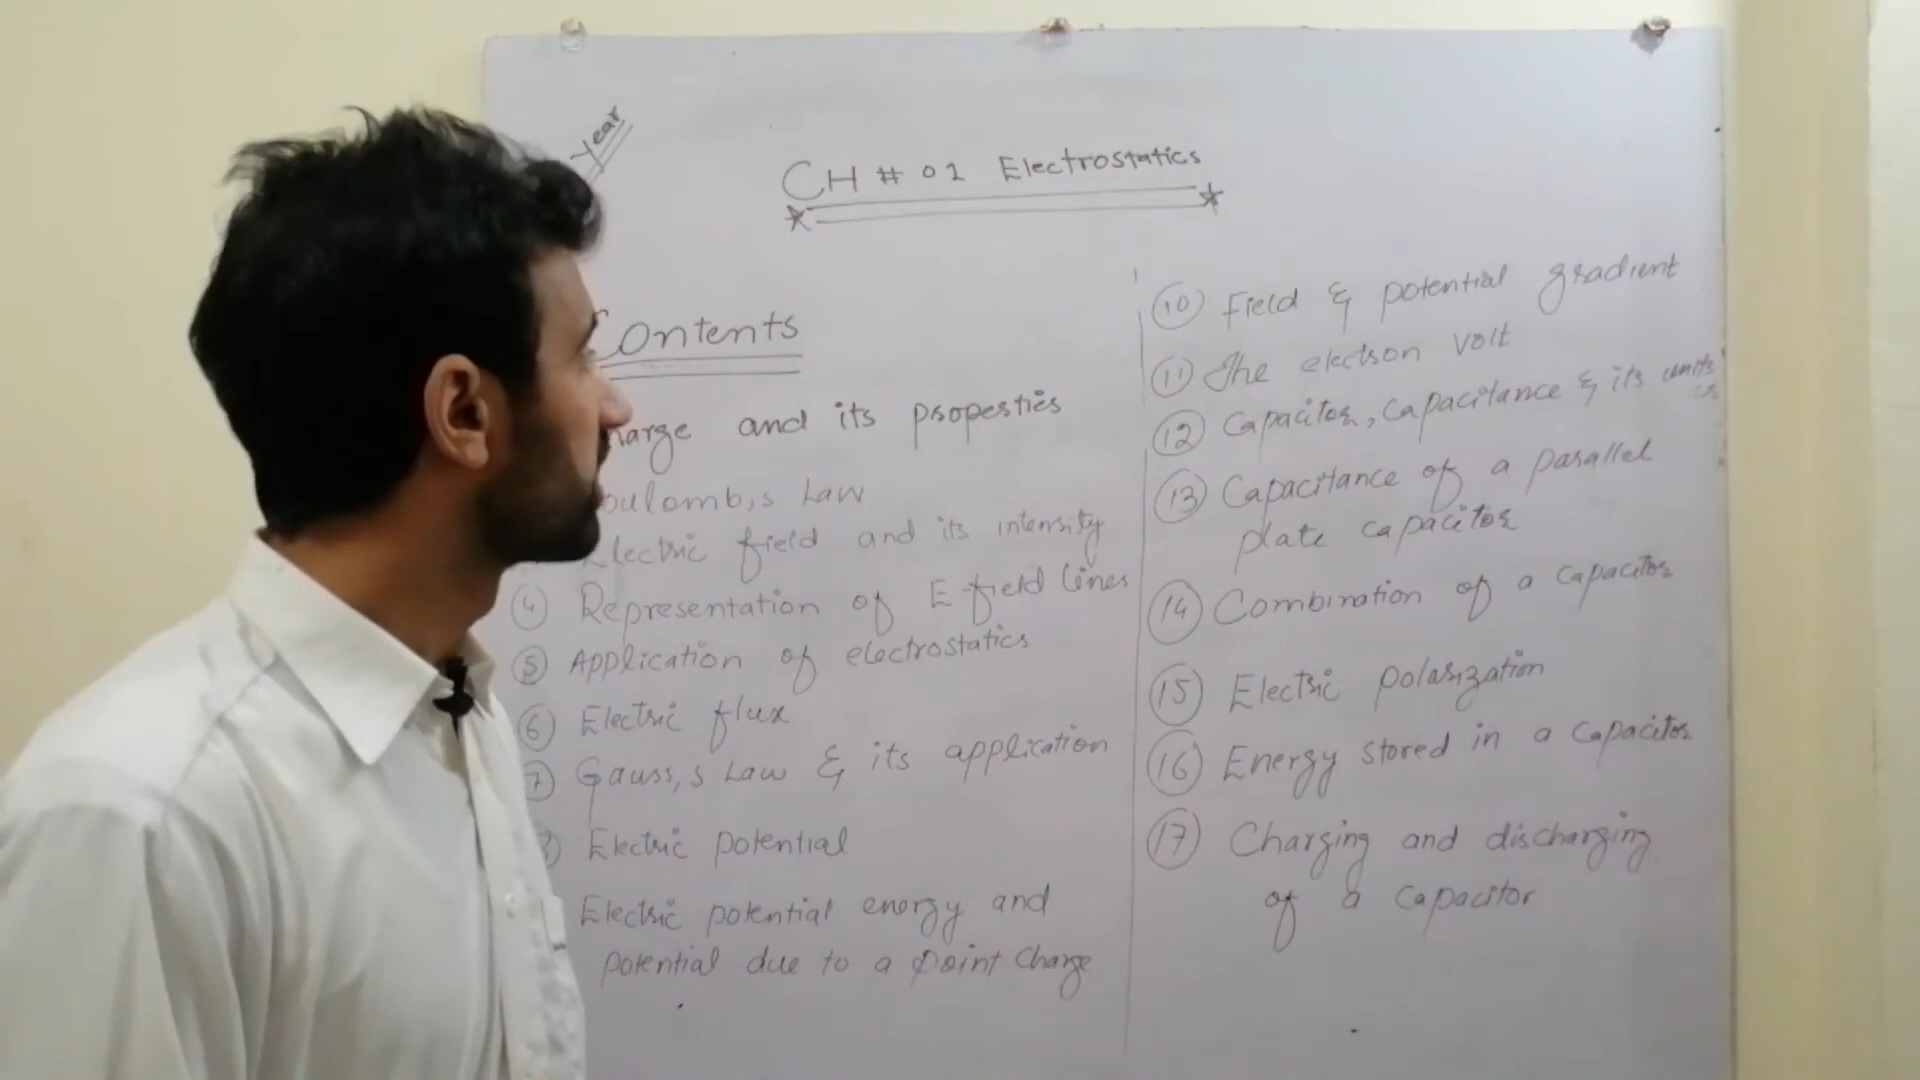 Year
CH # 01 Electrostatics
Contents
harge and its properties
oulomb,s Law
lectric field and its intensity
4 Representation of E-field lines
5 Application of electrostatics
6 Electric flux
7 Gauss,s Law & its application
Electric potential
Electric potential energy and
potential due to a point charge
10 Field & potential gradient
11 The electron volt
12 Capacitor, Capacitance & its units
13 Capacitance of a parallel
plate capacitor
14 Combination of a capacitor
15 Electric polarization
16 Energy stored in a capacitor
17 Charging and discharging
of a capacitor